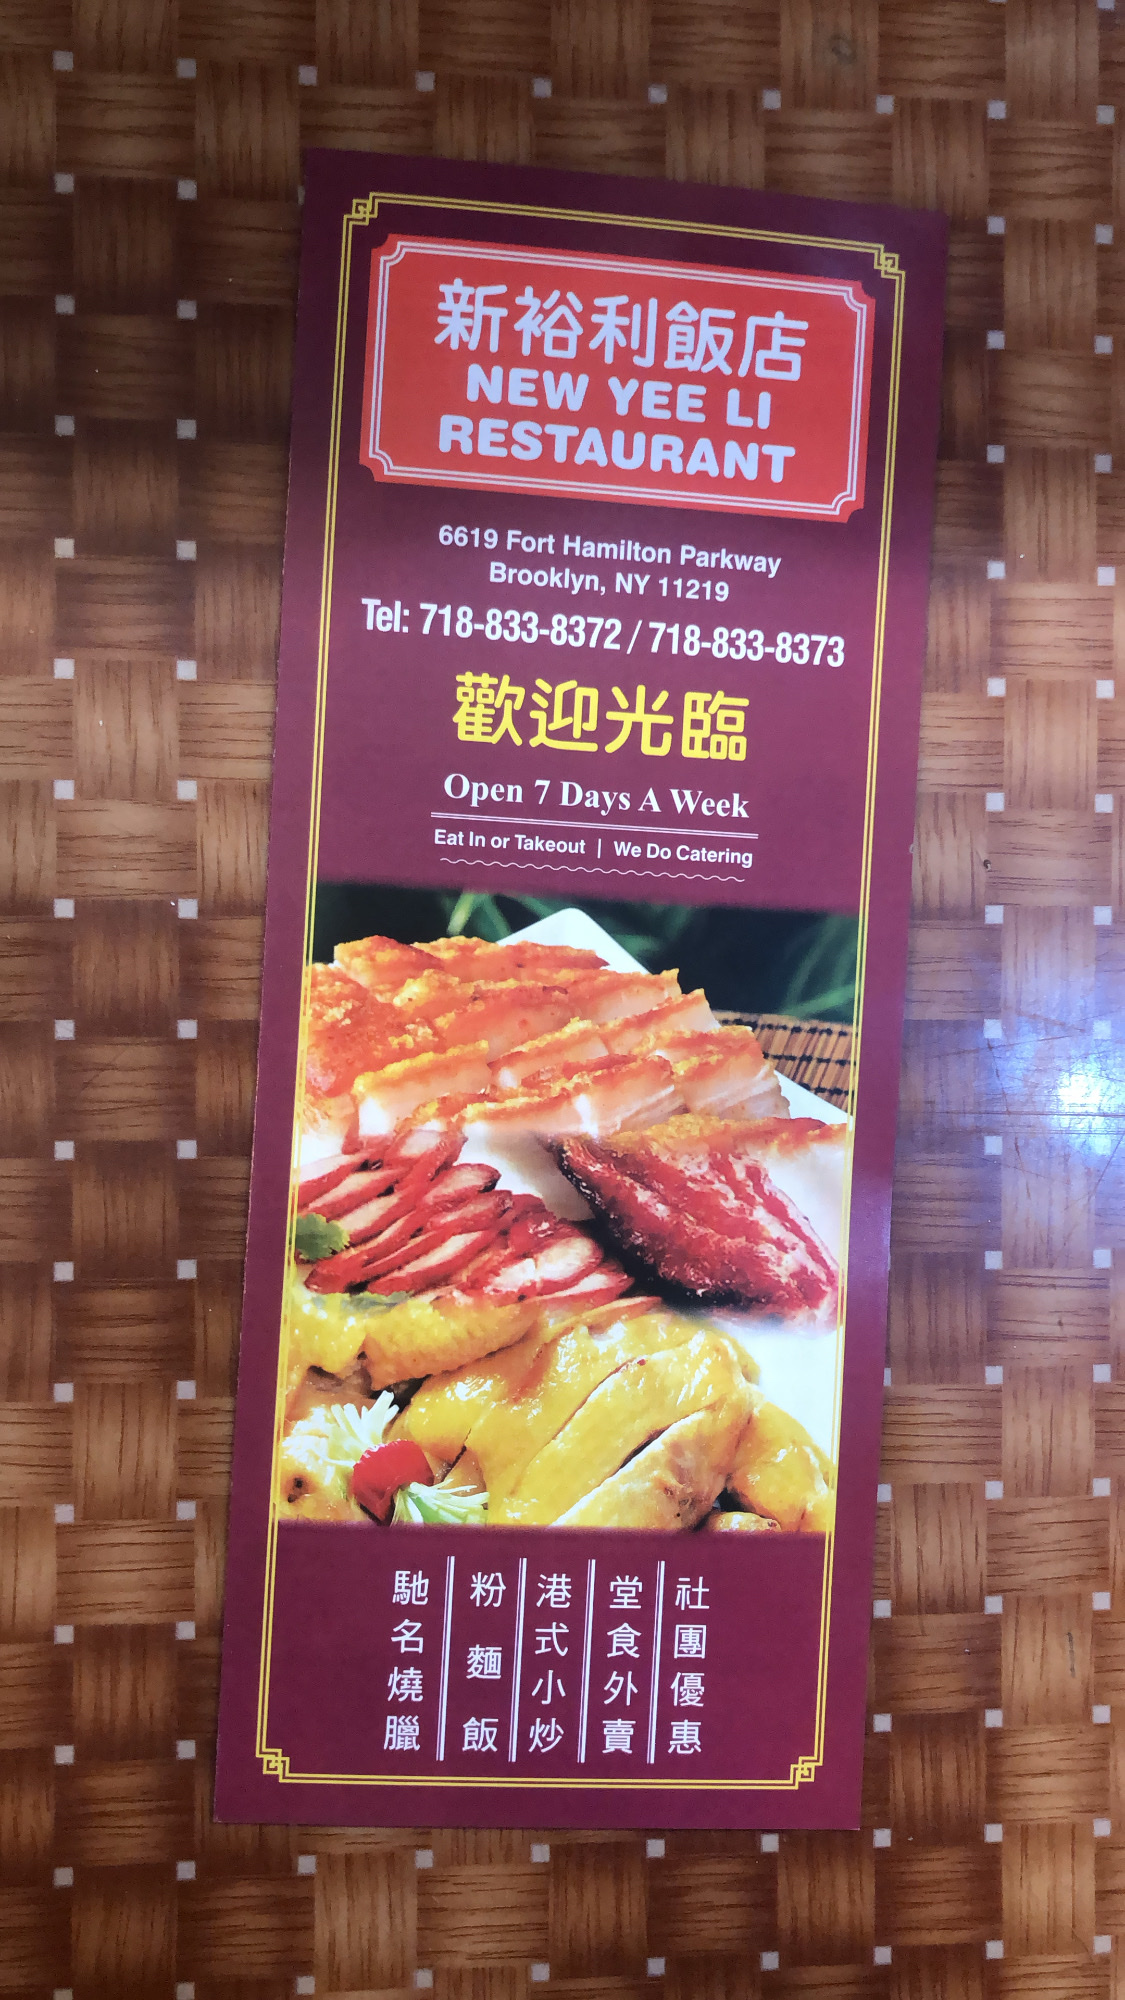 新裕利飯店
NEW YEE LI
RESTAURANT
6619 Fort Hamilton Parkway
Brooklyn, NY 11219
Tel: 718-833-8372 / 718-833-8373
歡迎光臨
Open 7 Days A Week
Eat In or Takeout | We Do Catering
社團優惠
堂食外賣
港式小炒
粉麵飯
馳名燒臘